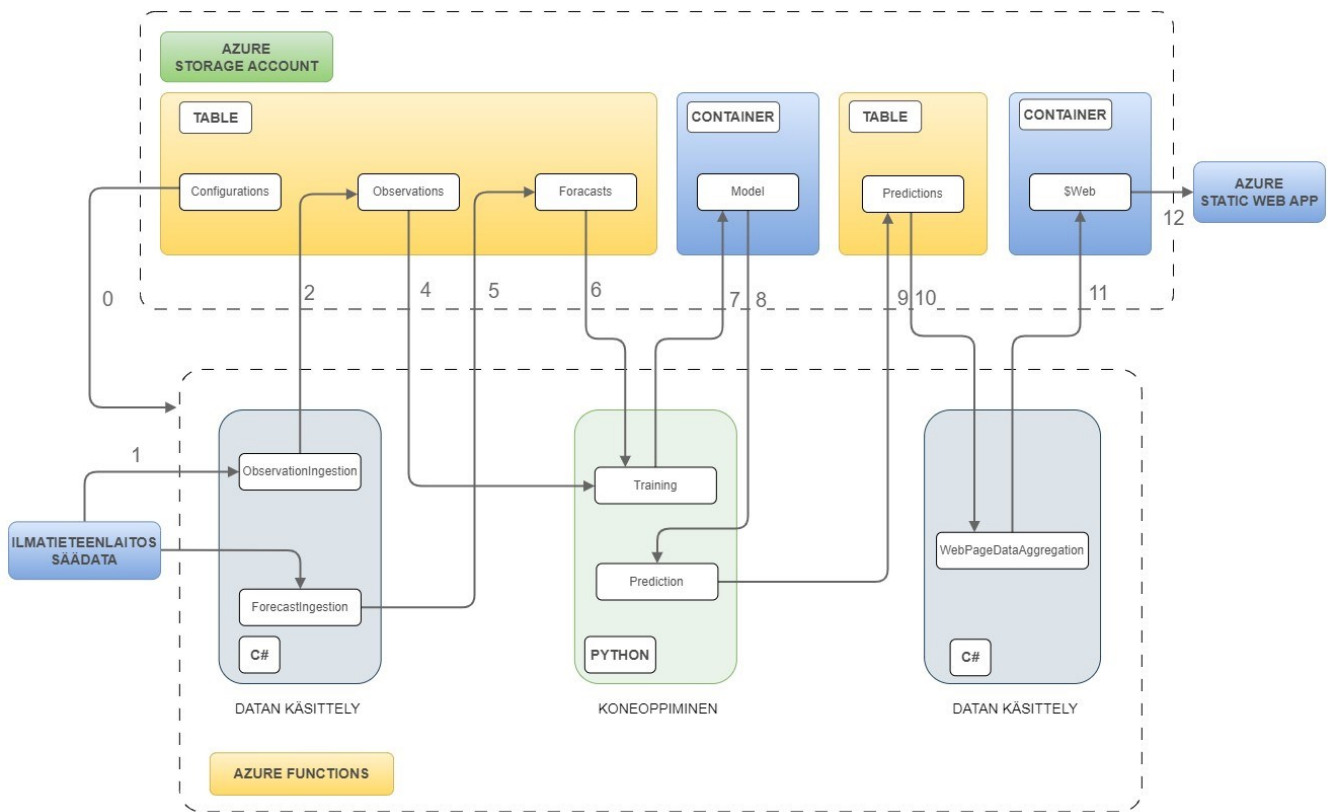 AZURE
STORAGE ACCOUNT
TABLE
CONTAINER
TABLE
CONTAINER
Configurations
Observations
Foracasts
Model
Predictions
$Web
AZURE
STATIC WEB APP
12
0
2
4
5
6
7
8
9
10
11
1
ObservationIngestion
Training
ILMATIETEENLAITOS
SÄÄDATA
WebPageDataAggregation
Prediction
ForecastIngestion
C#
PYTHON
C#
DATAN KÄSITTELY
KONEOPPIMINEN
DATAN KÄSITTELY
AZURE FUNCTIONS